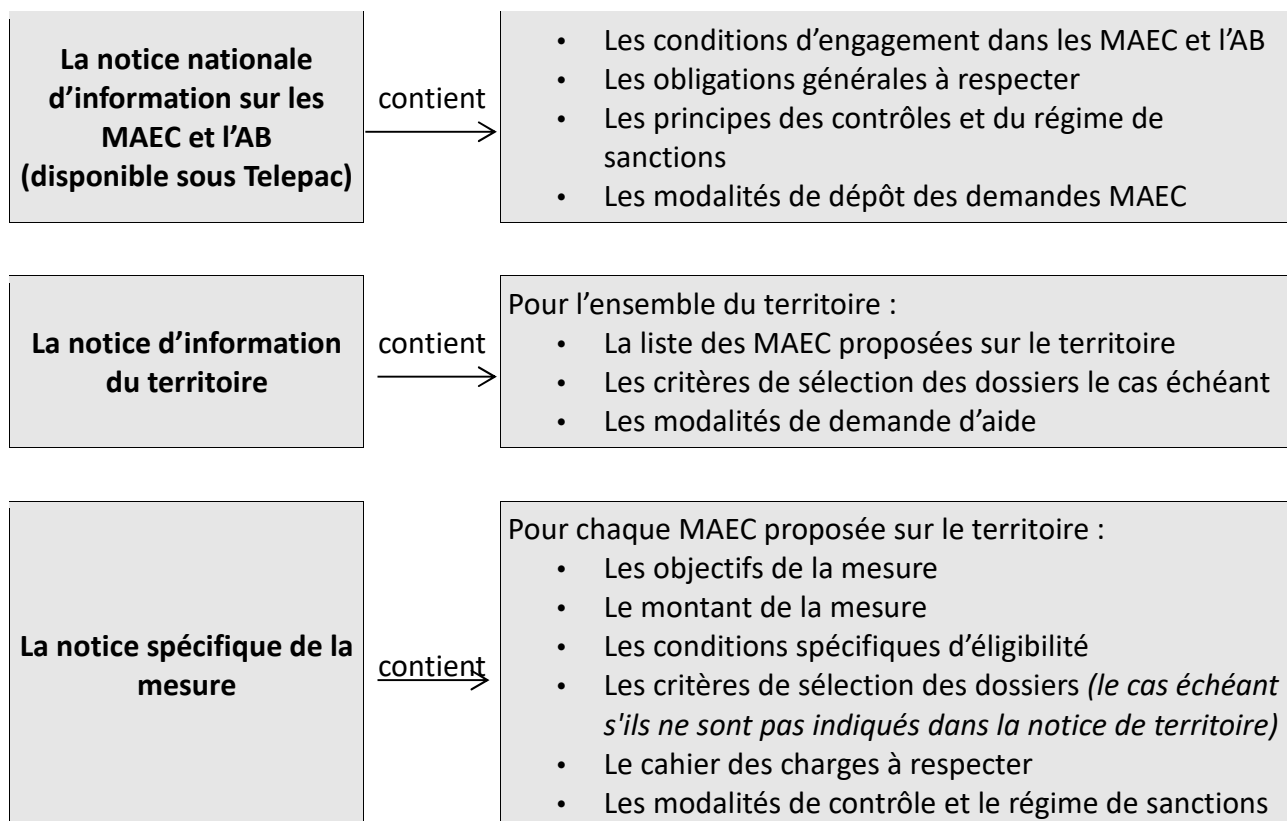 La notice nationale
d’information sur les
MAEC et l’AB
(disponible sous Telepac)
contient
• Les conditions d’engagement dans les MAEC et l’AB
• Les obligations générales à respecter
• Les principes des contrôles et du régime de
sanctions
• Les modalités de dépôt des demandes MAEC
La notice d’information
du territoire
contient
Pour l’ensemble du territoire :
• La liste des MAEC proposées sur le territoire
• Les critères de sélection des dossiers le cas échéant
• Les modalités de demande d’aide
La notice spécifique de la
mesure
contient
Pour chaque MAEC proposée sur le territoire :
• Les objectifs de la mesure
• Le montant de la mesure
• Les conditions spécifiques d’éligibilité
• Les critères de sélection des dossiers (le cas échéant
s'ils ne sont pas indiqués dans la notice de territoire)
• Le cahier des charges à respecter
• Les modalités de contrôle et le régime de sanctions